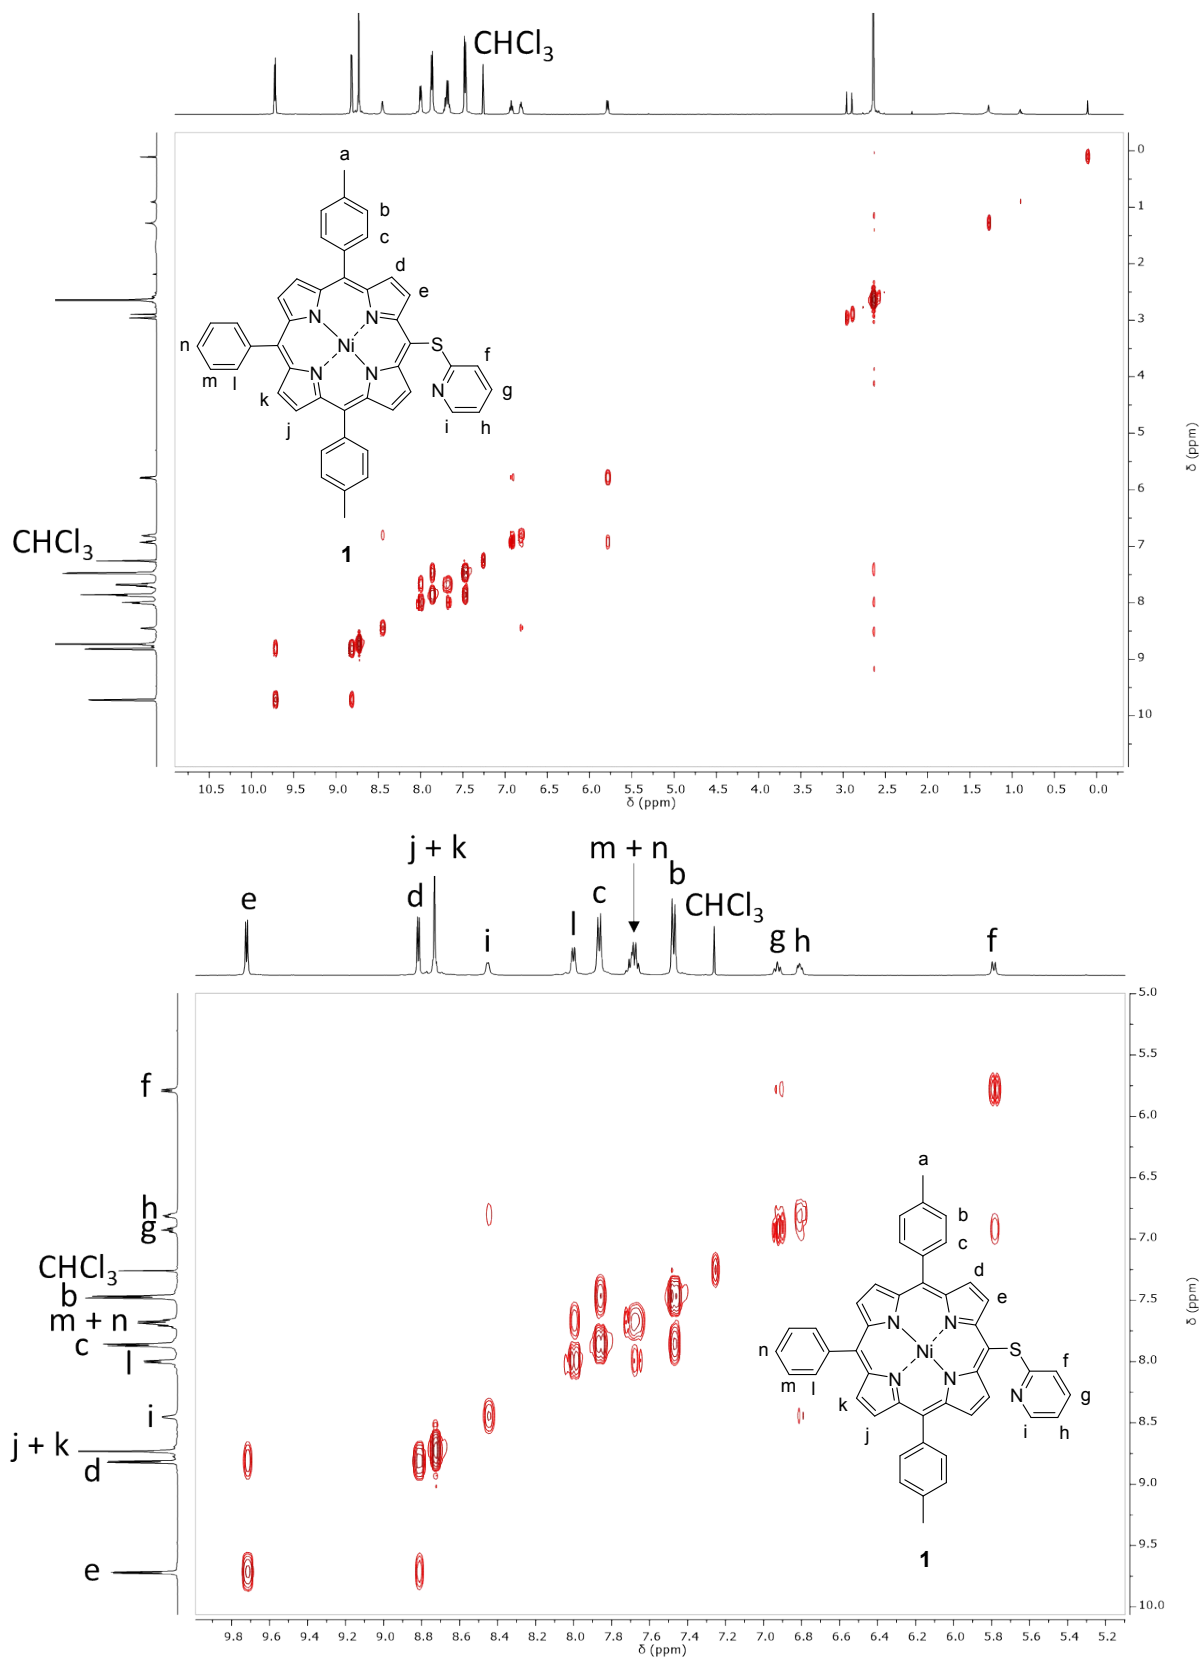 CHCl3
0
1
2
3
4
5
6
7
8
9
10
δ (ppm)
CHCl3
a
b
c
d
e
N N
n Ni S f
m l N N N g
k i h
j
1
10.5 10.0 9.5 9.0 8.5 8.0 7.5 7.0 6.5 6.0 5.5 5.0 4.5 4.0 3.5 3.0 2.5 2.0 1.5 1.0 0.5 0.0
δ (ppm)
j + k m + n
e d i l c b CHCl3 g h f
f
h
g
CHCl3
b
m + n
c
l
i
j + k
d
e
5.0
5.5
6.0
6.5
7.0
7.5
8.0
8.5
9.0
9.5
10.0
δ (ppm)
a
b
c
d
e
N N
n Ni S f
m l N N N g
k i h
j
1
9.8 9.6 9.4 9.2 9.0 8.8 8.6 8.4 8.2 8.0 7.8 7.6 7.4 7.2 7.0 6.8 6.6 6.4 6.2 6.0 5.8 5.6 5.4 5.2
δ (ppm)